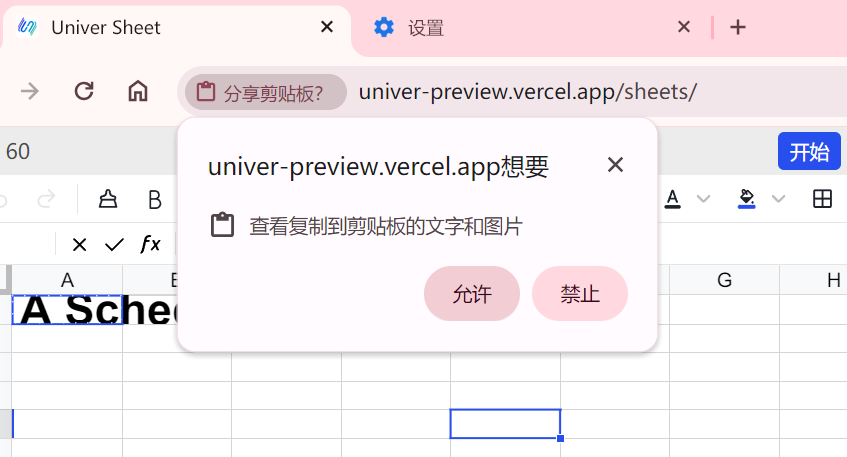 Univer Sheet
设置
分享剪贴板?
univer-preview.vercel.app/sheets/
60
开始
univer-preview.vercel.app想要
查看复制到剪贴板的文字和图片
允许
禁止
B
A
fx
A
G
H
A Sche